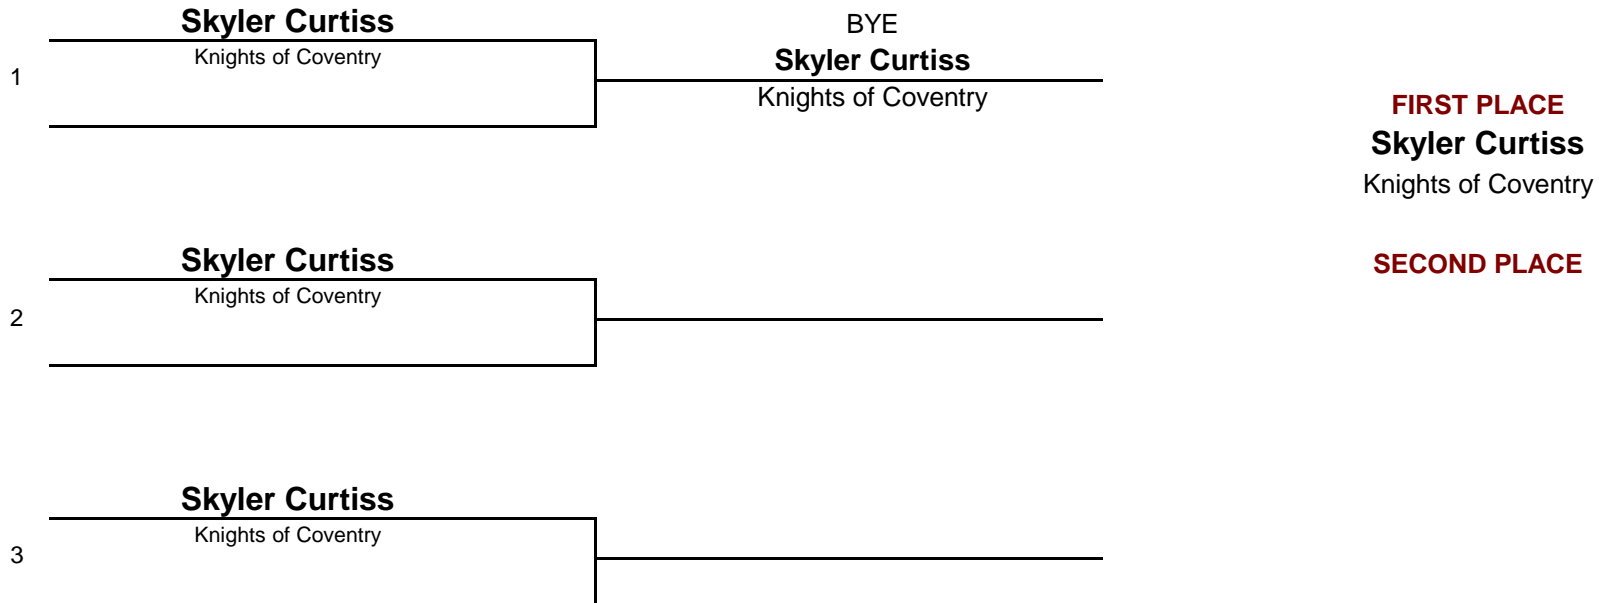 Skyler Curtiss
Knights of Coventry
1
BYE
Skyler Curtiss
Knights of Coventry
FIRST PLACE
Skyler Curtiss
Knights of Coventry
SECOND PLACE
Skyler Curtiss
Knights of Coventry
2
Skyler Curtiss
Knights of Coventry
3